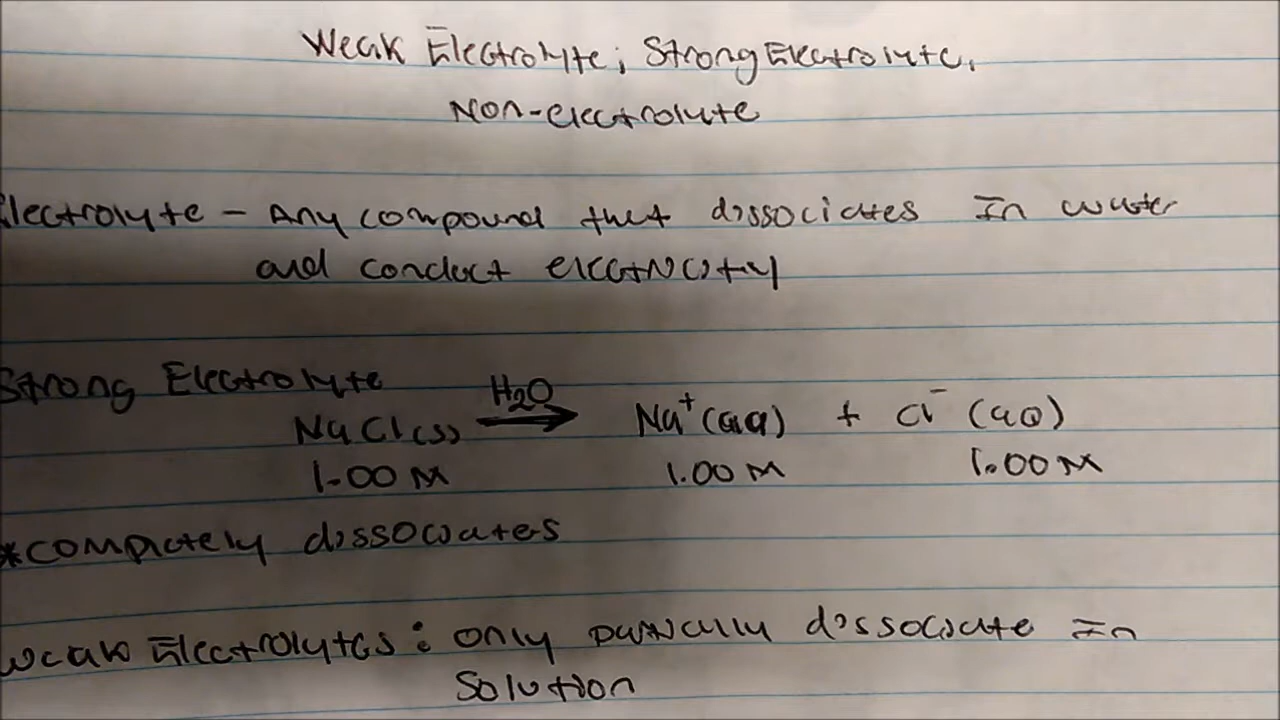 Weak Electrolyte; Strong Electrolyte,
Non-electrolyte
Electrolyte - Any compound that dissociates In water
and conduct electricity
Strong Electrolyte
NaCl(s) H2O → Na⁺(aq) + Cl⁻(aq)
1.00 M 1.00 M 1.00 M
*completely dissociates
Weak Electrolytes: only partially dissociate In
Solution